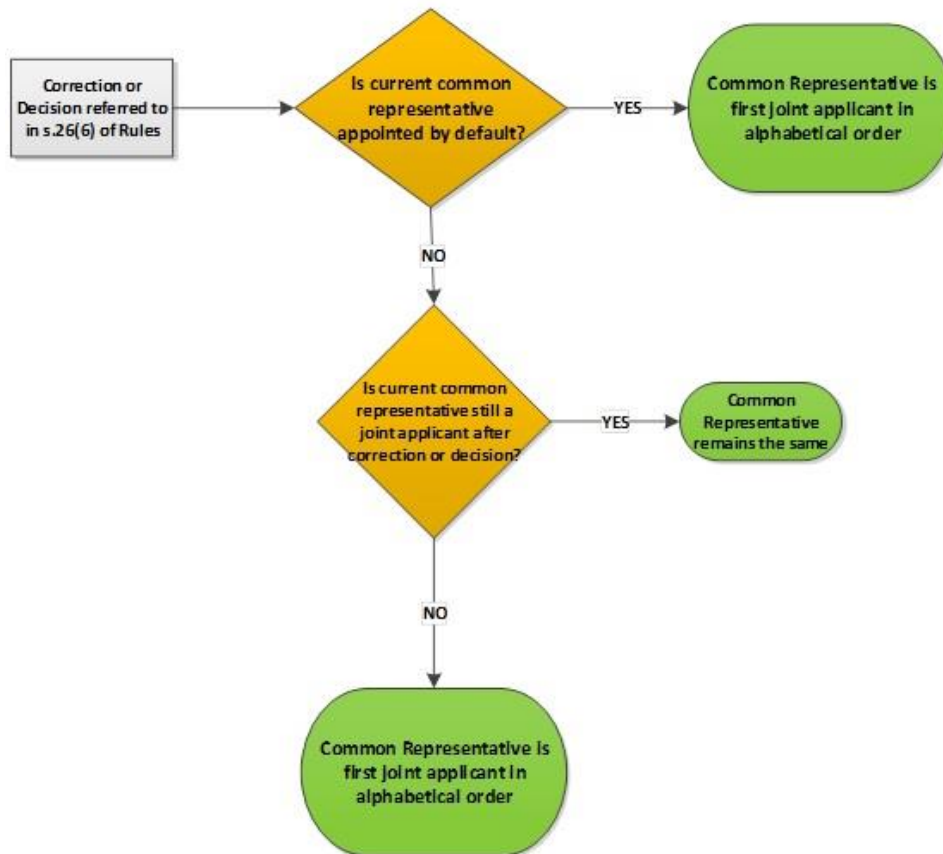 Correction or
Decision referred to
in s.26(6) of Rules
Is current common
representative
appointed by default?
YES
Common Representative is
first joint applicant in
alphabetical order
NO
Is current common
representative still a
joint applicant after
correction or decision?
YES
Common
Representative
remains the same
NO
Common Representative is
first joint applicant in
alphabetical order